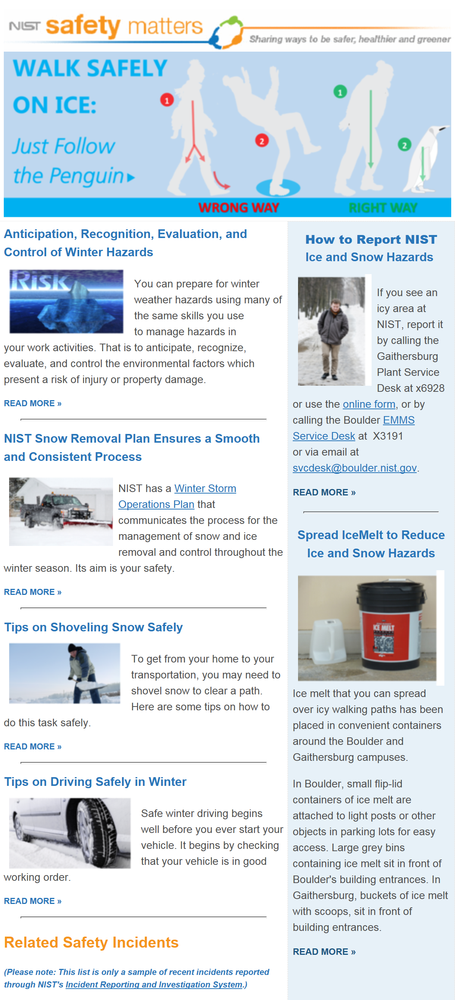 NIST safety matters
Sharing ways to be safer, healthier and greener
WALK SAFELY
ON ICE:
Just Follow
the Penguin
1
2
1
2
WRONG WAY
RIGHT WAY
Anticipation, Recognition, Evaluation, and
Control of Winter Hazards
RISK
You can prepare for winter
weather hazards using many of
the same skills you use
to manage hazards in
your work activities. That is to anticipate, recognize,
evaluate, and control the environmental factors which
present a risk of injury or property damage.
READ MORE »
NIST Snow Removal Plan Ensures a Smooth
and Consistent Process
NIST has a Winter Storm
Operations Plan that
communicates the process for the
management of snow and ice
removal and control throughout the
winter season. Its aim is your safety.
READ MORE »
Tips on Shoveling Snow Safely
To get from your home to your
transportation, you may need to
shovel snow to clear a path.
Here are some tips on how to
do this task safely.
READ MORE »
Tips on Driving Safely in Winter
Safe winter driving begins
well before you ever start your
vehicle. It begins by checking
that your vehicle is in good
working order.
READ MORE »
Related Safety Incidents
(Please note: This list is only a sample of recent incidents reported
through NIST's Incident Reporting and Investigation System.)
How to Report NIST
Ice and Snow Hazards
If you see an
icy area at
NIST, report it
by calling the
Gaithersburg
Plant Service
Desk at x6928
or use the online form, or by
calling the Boulder EMMS
Service Desk at  X3191
or via email at
svcdesk@boulder.nist.gov.
READ MORE »
Spread IceMelt to Reduce
Ice and Snow Hazards
ICE MELT
Ice melt that you can spread
over icy walking paths has been
placed in convenient containers
around the Boulder and
Gaithersburg campuses.
In Boulder, small flip-lid
containers of ice melt are
attached to light posts or other
objects in parking lots for easy
access. Large grey bins
containing ice melt sit in front of
Boulder's building entrances. In
Gaithersburg, buckets of ice melt
with scoops, sit in front of
building entrances.
READ MORE »